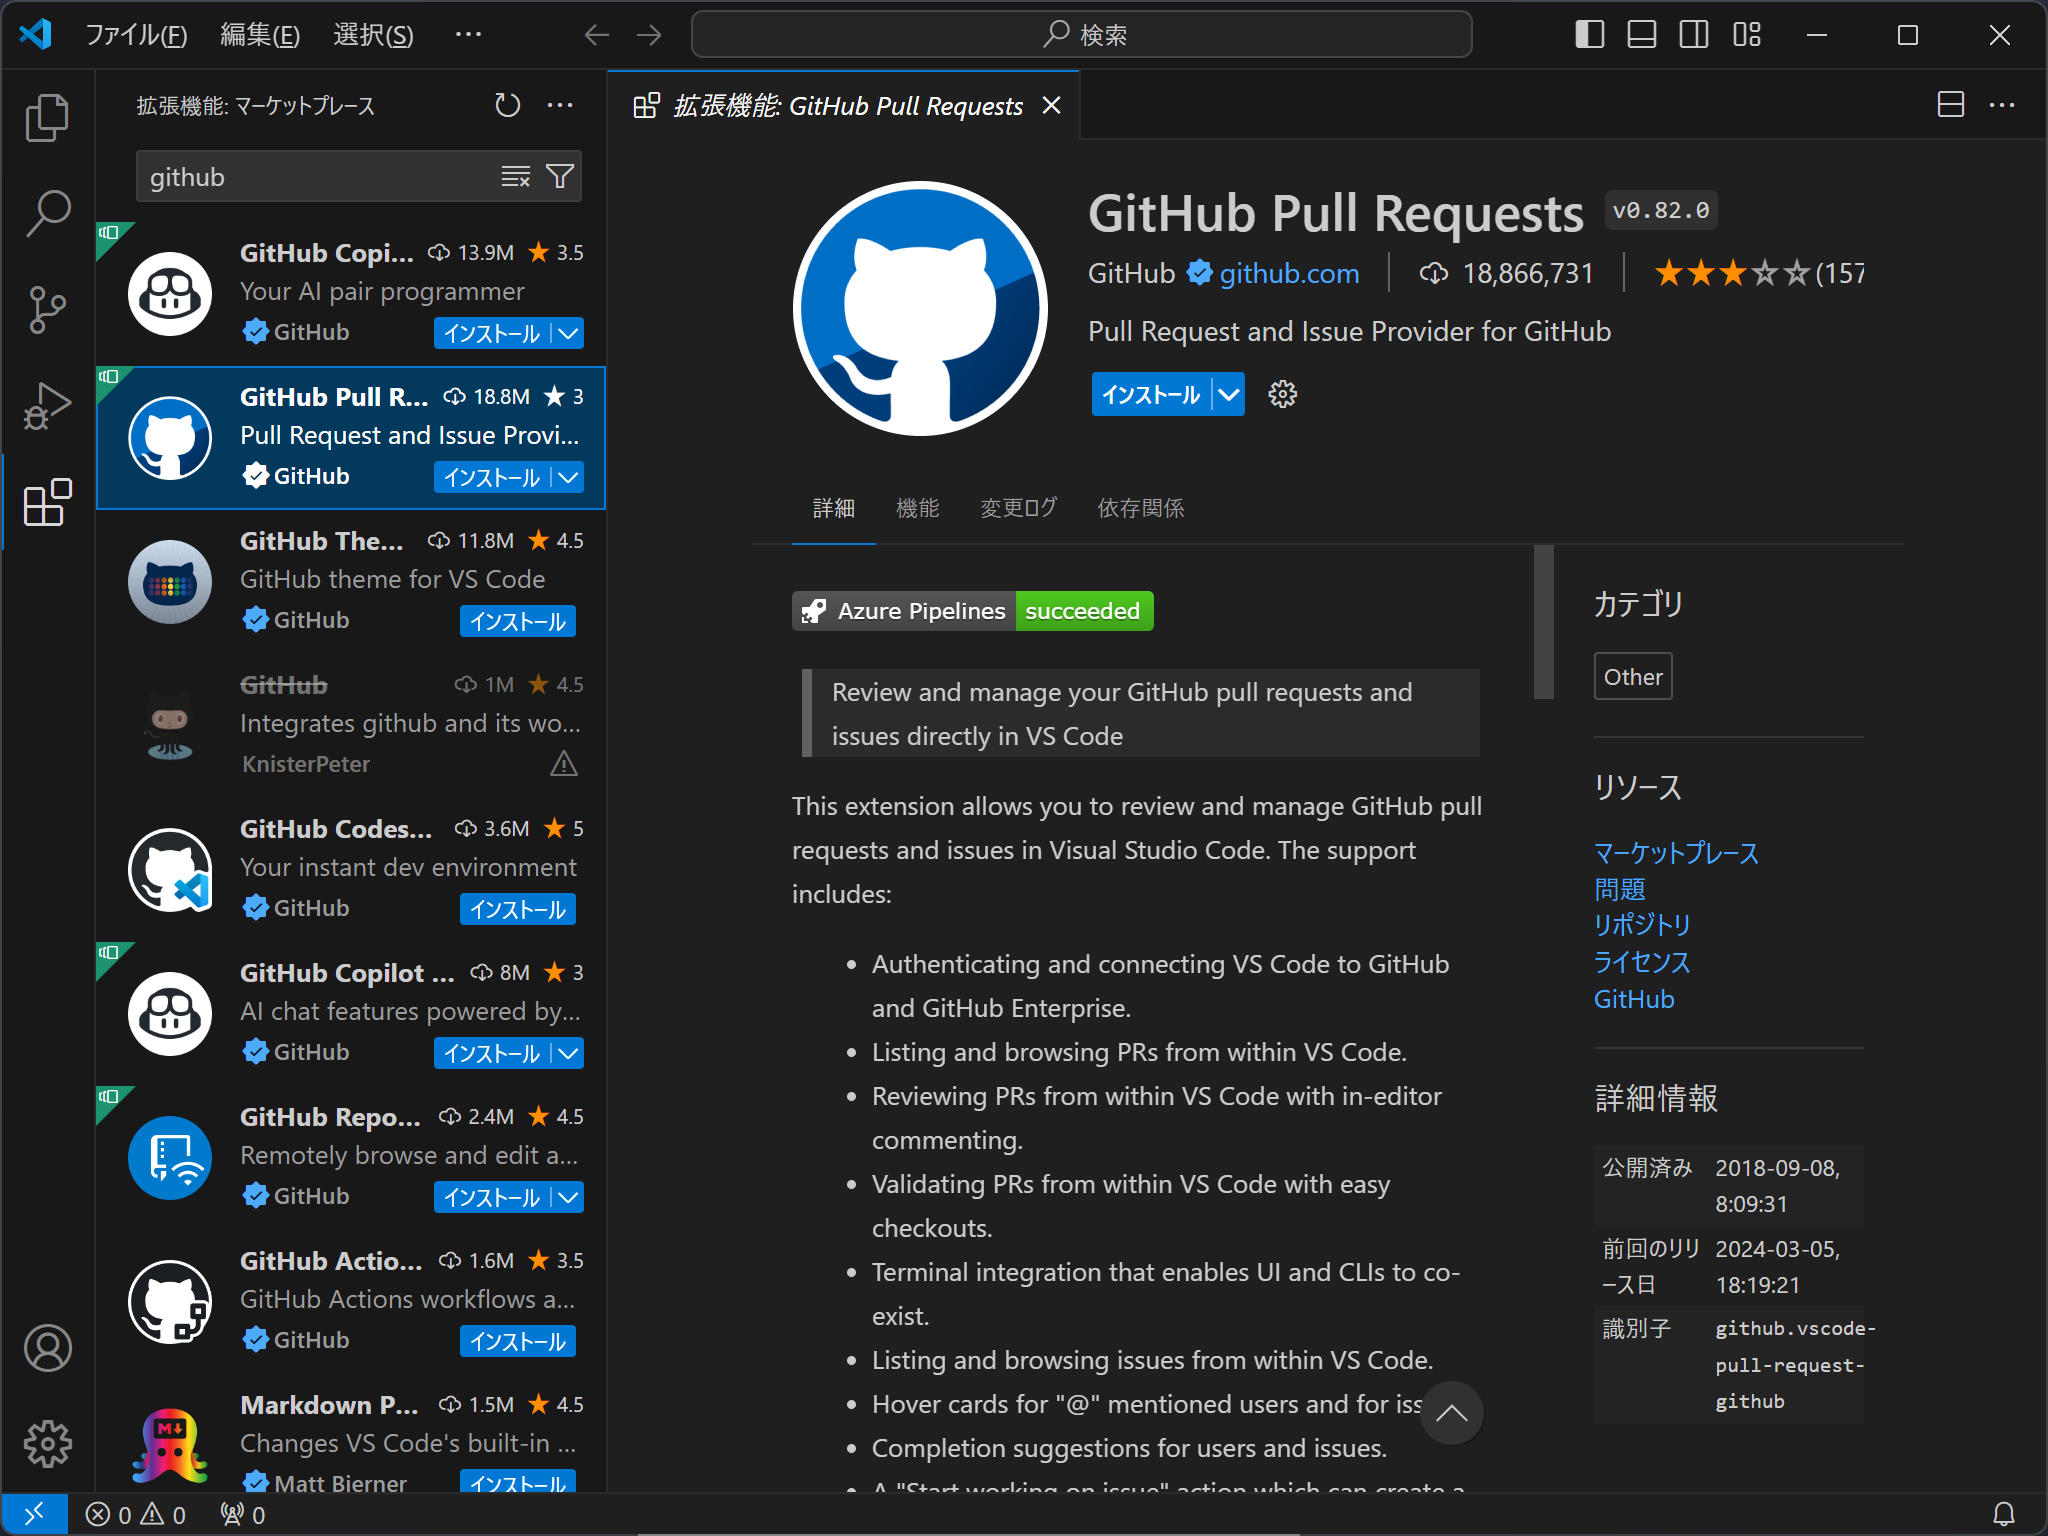 ファイル(F) 編集(E) 選択(S) ··· 検索
拡張機能: マーケットプレース
github
GitHub Copi... 13.9M 3.5
Your AI pair programmer
GitHub インストール
GitHub Pull R... 18.8M 3
Pull Request and Issue Provi...
GitHub インストール
GitHub The... 11.8M 4.5
GitHub theme for VS Code
GitHub インストール
GitHub 1M 4.5
Integrates github and its wo...
KnisterPeter
GitHub Codes... 3.6M 5
Your instant dev environment
GitHub インストール
GitHub Copilot ... 8M 3
AI chat features powered by...
GitHub インストール
GitHub Repo... 2.4M 4.5
Remotely browse and edit a...
GitHub インストール
GitHub Actio... 1.6M 3.5
GitHub Actions workflows a...
GitHub インストール
Markdown P... 1.5M 4.5
Changes VS Code's built-in ...
Matt Bierner インストール
拡張機能: GitHub Pull Requests
GitHub Pull Requests v0.82.0
GitHub github.com 18,866,731 (157
Pull Request and Issue Provider for GitHub
インストール
詳細 機能 変更ログ 依存関係
Azure Pipelines succeeded
Review and manage your GitHub pull requests and
issues directly in VS Code
This extension allows you to review and manage GitHub pull
requests and issues in Visual Studio Code. The support
includes:
• Authenticating and connecting VS Code to GitHub
and GitHub Enterprise.
• Listing and browsing PRs from within VS Code.
• Reviewing PRs from within VS Code with in-editor
commenting.
• Validating PRs from within VS Code with easy
checkouts.
• Terminal integration that enables UI and CLIs to co-
exist.
• Listing and browsing issues from within VS Code.
• Hover cards for "@" mentioned users and for iss
• Completion suggestions for users and issues.
• A "Start working on issue" action which can create a
カテゴリ
Other
リソース
マーケットプレース
問題
リポジトリ
ライセンス
GitHub
詳細情報
公開済み 2018-09-08,
8:09:31
前回のリリ 2024-03-05,
ース日 18:19:21
識別子 github.vscode-
pull-request-
github
0 0 0